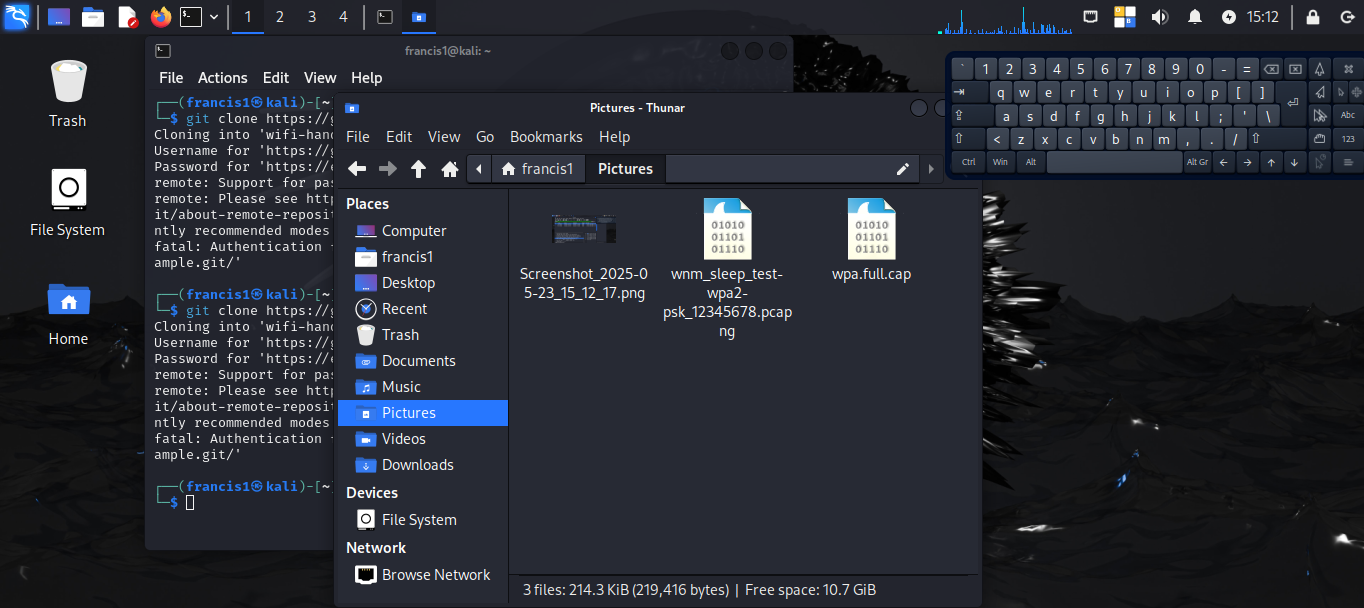 1 2 3 4 15:12
Trash
File System
Home
francis1@kali: ~
File Actions Edit View Help
┌──(francis1㉿kali)-[~
└─$ git clone https://g
Cloning into 'wifi-hand
Username for 'https://g
Password for 'https://e
remote: Support for pas
remote: Please see http
it/about-remote-reposit
ntly recommended modes
fatal: Authentication
ample.git/'
┌──(francis1㉿kali)-[~
└─$ git clone https://g
Cloning into 'wifi-hand
Username for 'https://g
Password for 'https://e
remote: Support for pas
remote: Please see http
it/about-remote-reposit
ntly recommended modes
fatal: Authentication
ample.git/'
┌──(francis1㉿kali)-[~
└─$
Pictures - Thunar
File Edit View Go Bookmarks Help
francis1 Pictures
Places
Computer
francis1
Desktop
Recent
Trash
Documents
Music
Pictures
Videos
Downloads
Devices
File System
Network
Browse Network
01010
01101
01110
01010
01101
01110
Screenshot_2025-0
5-23_15_12_17.png
wnm_sleep_test-
wpa2-
psk_12345678.pcap
ng
wpa.full.cap
3 files: 214.3 KiB (219,416 bytes) | Free space: 10.7 GiB
` 1 2 3 4 5 6 7 8 9 0 - =
q w e r t y u i o p [ ]
a s d f g h j k l ; ' \ Abc
< z x c v b n m , . / 123
Ctrl Win Alt Alt Gr